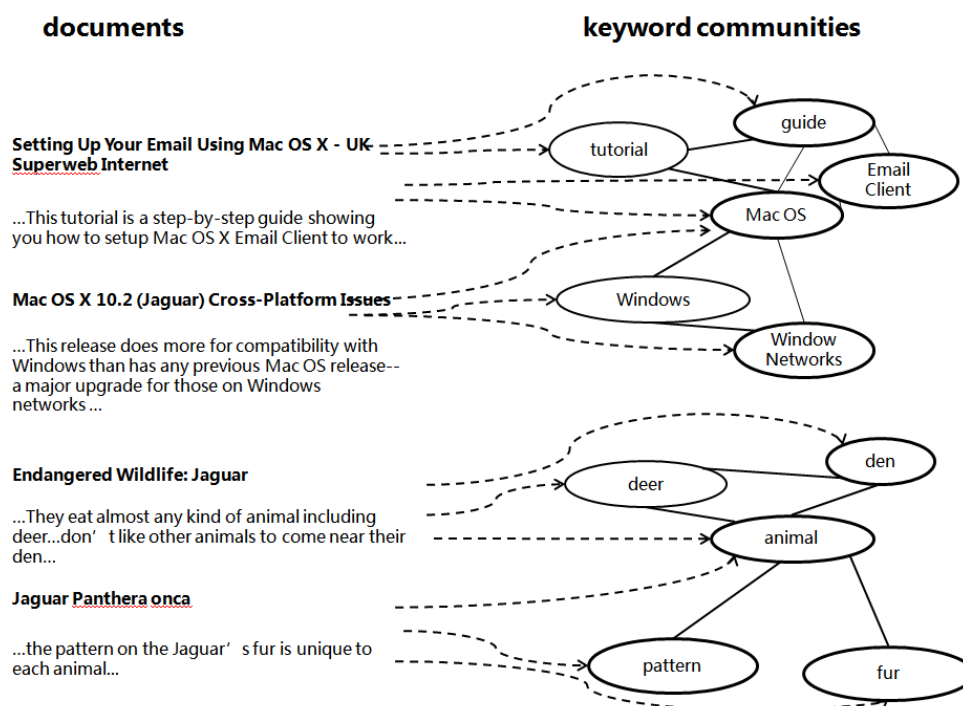 documents
keyword communities
guide
Setting Up Your Email Using Mac OS X - UK
Superweb Internet
tutorial
Email
Client
...This tutorial is a step-by-step guide showing
you how to setup Mac OS X Email Client to work...
Mac OS
Mac OS X 10.2 (Jaguar) Cross-Platform Issues
Windows
...This release does more for compatibility with
Windows than has any previous Mac OS release--
a major upgrade for those on Windows
networks ...
Window
Networks
Endangered Wildlife: Jaguar
den
deer
...They eat almost any kind of animal including
deer...don' t like other animals to come near their
den...
animal
Jaguar Panthera onca
...the pattern on the Jaguar' s fur is unique to
each animal...
pattern
fur